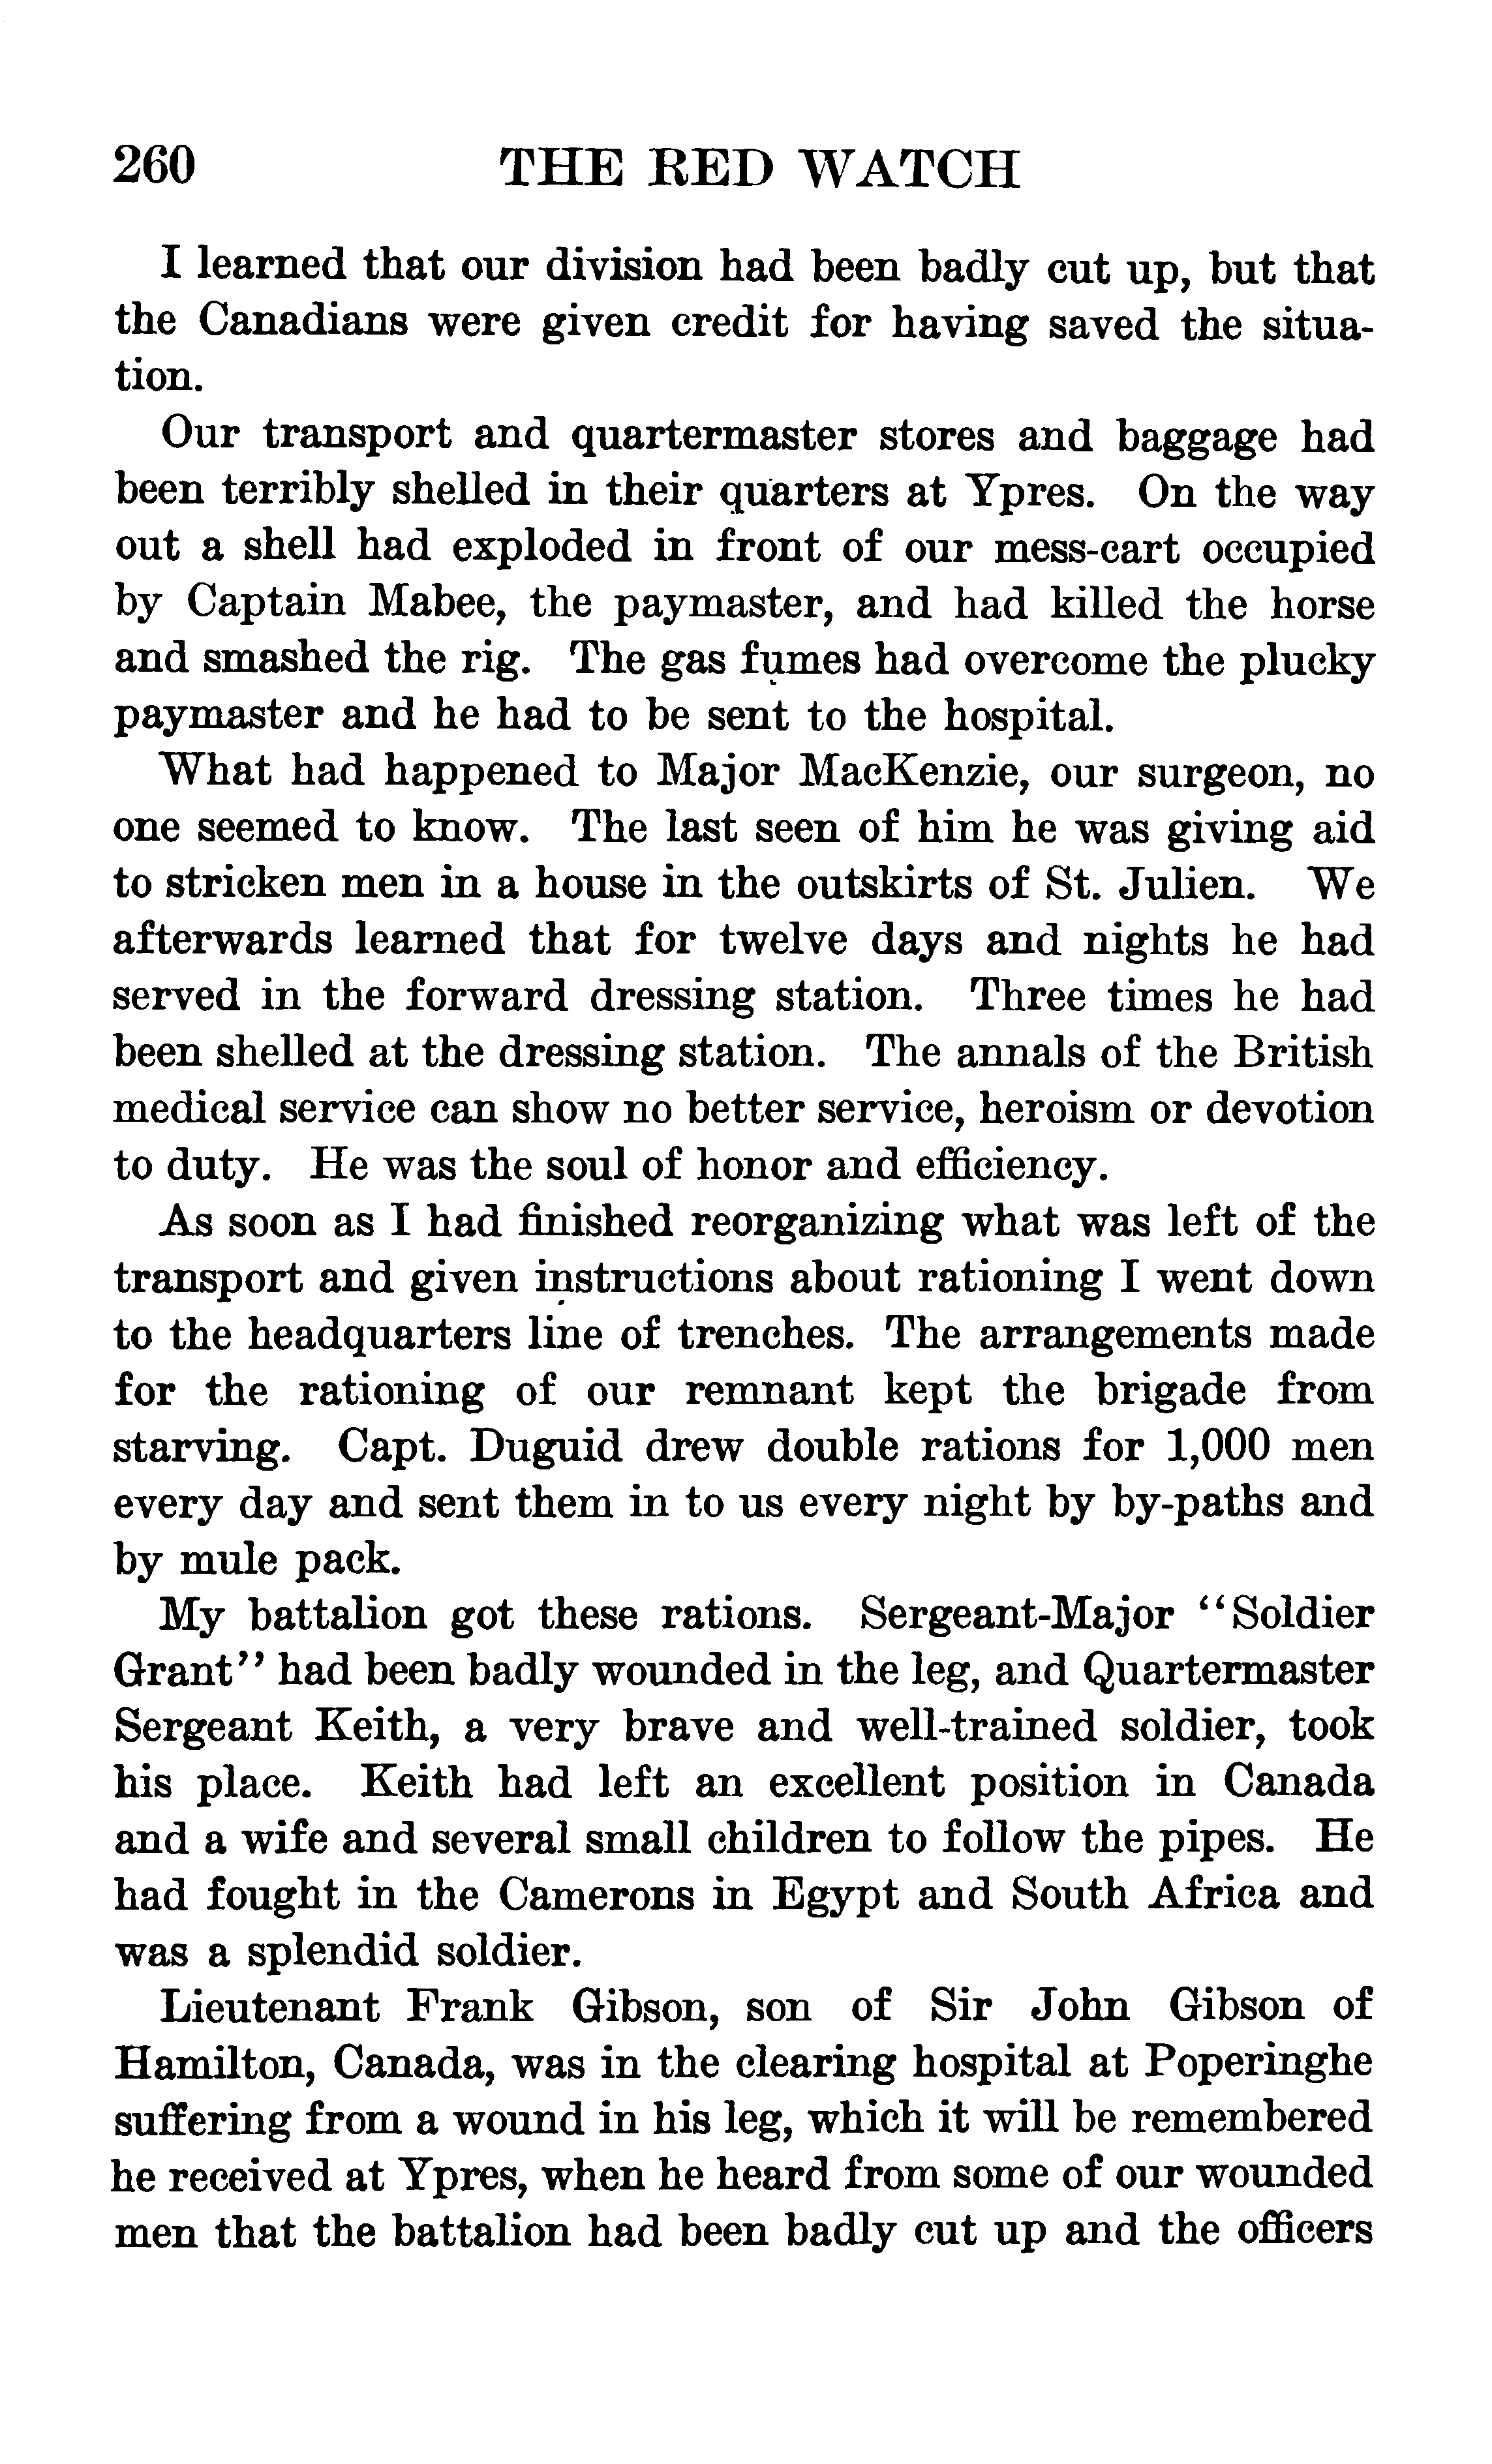 260 THE RED WATCH
I learned that our division had been badly cut up, but that
the Canadians were given credit for having saved the situa-
tion.
Our transport and quartermaster stores and baggage had
been terribly shelled in their quarters at Ypres. On the way
out a shell had exploded in front of our mess-cart occupied
by Captain Mabee, the paymaster, and had killed the horse
and smashed the rig. The gas fumes had overcome the plucky
paymaster and he had to be sent to the hospital.
What had happened to Major MacKenzie, our surgeon, no
one seemed to know. The last seen of him he was giving aid
to stricken men in a house in the outskirts of St. Julien. We
afterwards learned that for twelve days and nights he had
served in the forward dressing station. Three times he had
been shelled at the dressing station. The annals of the British
medical service can show no better service, heroism or devotion
to duty. He was the soul of honor and efficiency.
As soon as I had finished reorganizing what was left of the
transport and given instructions about rationing I went down
to the headquarters line of trenches. The arrangements made
for the rationing of our remnant kept the brigade from
starving. Capt. Duguid drew double rations for 1,000 men
every day and sent them in to us every night by by-paths and
by mule pack.
My battalion got these rations. Sergeant-Major "Soldier
Grant" had been badly wounded in the leg, and Quartermaster
Sergeant Keith, a very brave and well-trained soldier, took
his place. Keith had left an excellent position in Canada
and a wife and several small children to follow the pipes. He
had fought in the Camerons in Egypt and South Africa and
was a splendid soldier.
Lieutenant Frank Gibson, son of Sir John Gibson of
Hamilton, Canada, was in the clearing hospital at Poperinghe
suffering from a wound in his leg, which it will be remembered
he received at Ypres, when he heard from some of our wounded
men that the battalion had been badly cut up and the officers